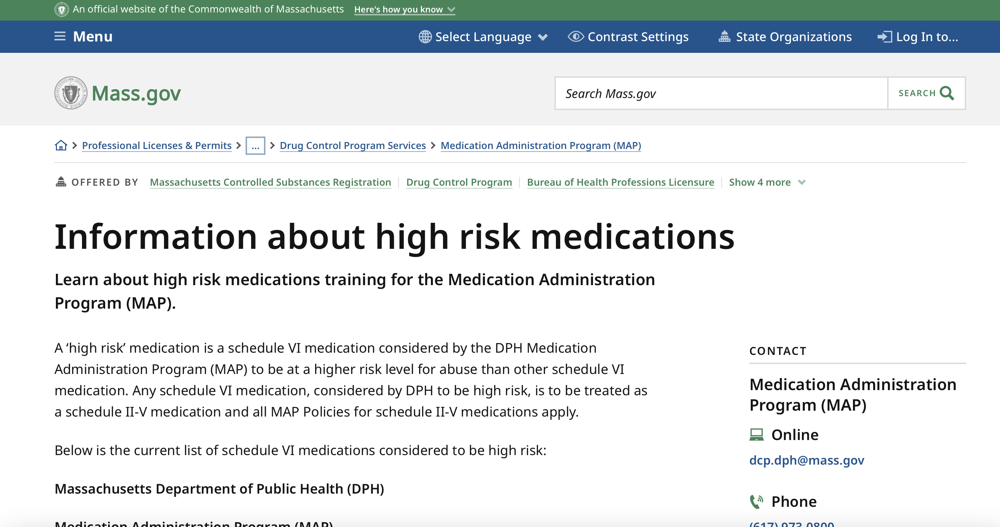 An official website of the Commonwealth of Massachusetts Here's how you know
Menu Select Language Contrast Settings State Organizations Log In to...
Mass.gov Search Mass.gov SEARCH
Professional Licenses & Permits ... Drug Control Program Services Medication Administration Program (MAP)
OFFERED BY Massachusetts Controlled Substances Registration Drug Control Program Bureau of Health Professions Licensure Show 4 more
Information about high risk medications
Learn about high risk medications training for the Medication Administration
Program (MAP).
A ‘high risk’ medication is a schedule VI medication considered by the DPH Medication
Administration Program (MAP) to be at a higher risk level for abuse than other schedule VI
medication. Any schedule VI medication, considered by DPH to be high risk, is to be treated as
a schedule II-V medication and all MAP Policies for schedule II-V medications apply.
Below is the current list of schedule VI medications considered to be high risk:
Massachusetts Department of Public Health (DPH)
Medication Administration Program (MAP)
CONTACT
Medication Administration
Program (MAP)
Online
dcp.dph@mass.gov
Phone
(617) 973-0800